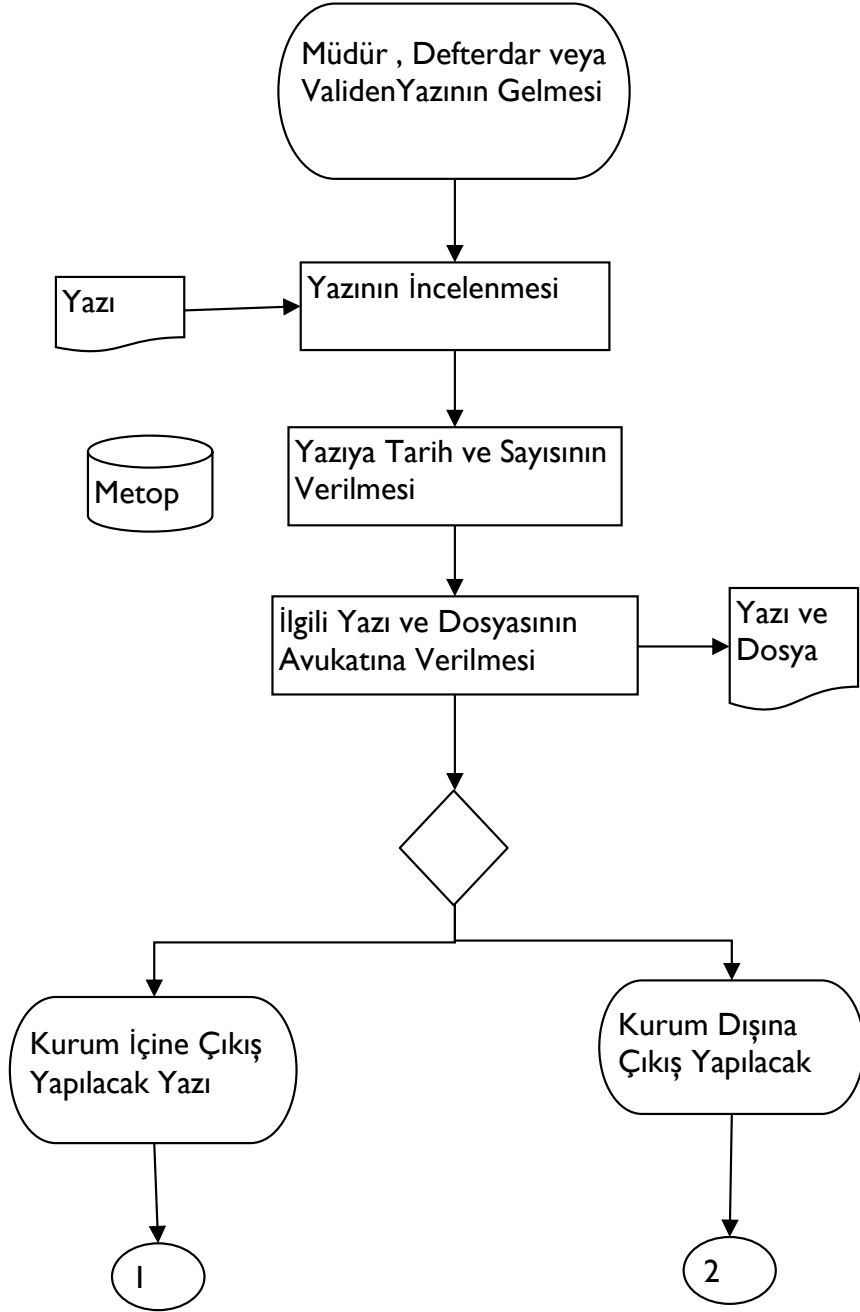 Müdür , Defterdar veya
ValidenYazının Gelmesi
Yazı
Yazının İncelenmesi
Metop
Yazıya Tarih ve Sayısının
Verilmesi
İlgili Yazı ve Dosyasının
Avukatına Verilmesi
Yazı ve
Dosya
Kurum İçine Çıkış
Yapılacak Yazı
Kurum Dışına
Çıkış Yapılacak
1
2